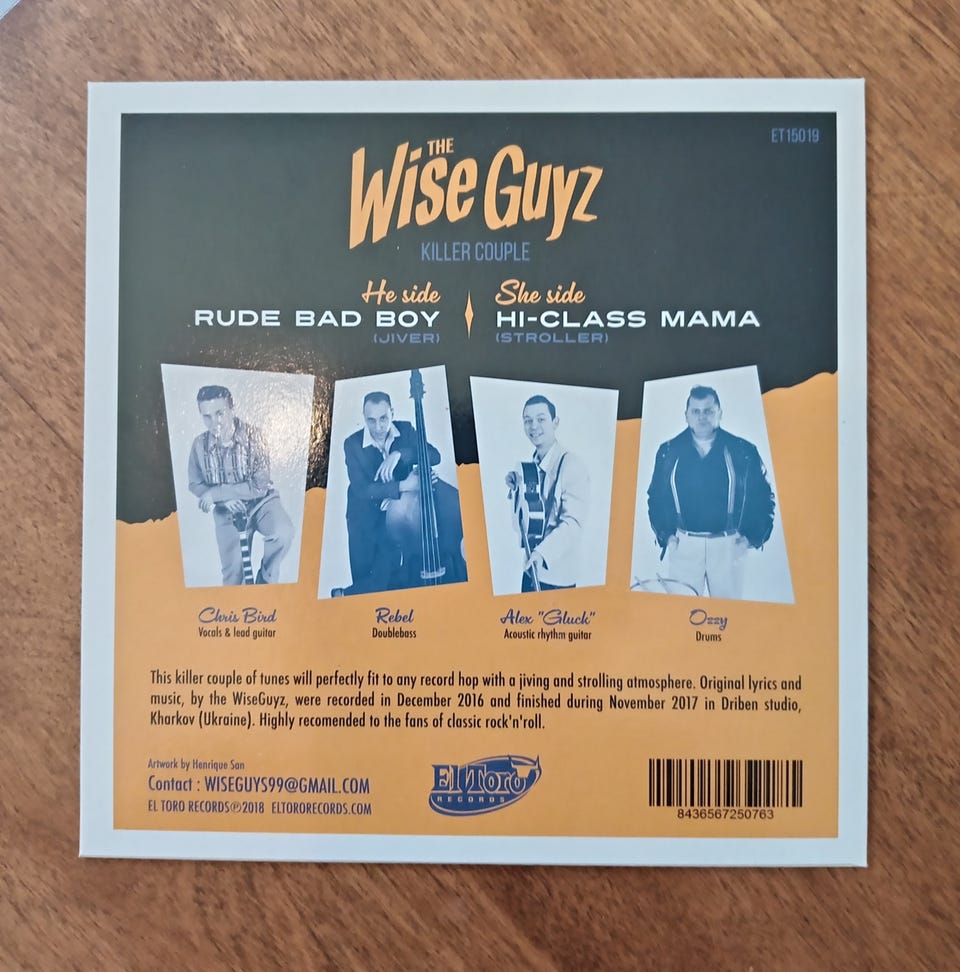 ET15019
THE
Wise Guyz
KILLER COUPLE
He side
RUDE BAD BOY
(JIVER)
She side
HI-CLASS MAMA
(STROLLER)
Chris Bird
Vocals & lead guitar
Rebel
Doublebass
Alex "Gluck"
Acoustic rhythm guitar
Ozzy
Drums
This killer couple of tunes will perfectly fit to any record hop with a jiving and strolling atmosphere. Original lyrics and
music, by the WiseGuyz, were recorded in December 2016 and finished during November 2017 in Driben studio,
Kharkov (Ukraine). Highly recomended to the fans of classic rock'n'roll.
Artwork by Henrique San
Contact : WISEGUYS99@GMAIL.COM
EL TORO RECORDS℗2018 ELTORORECORDS.COM
El Toro
RECORDS
8436567250763